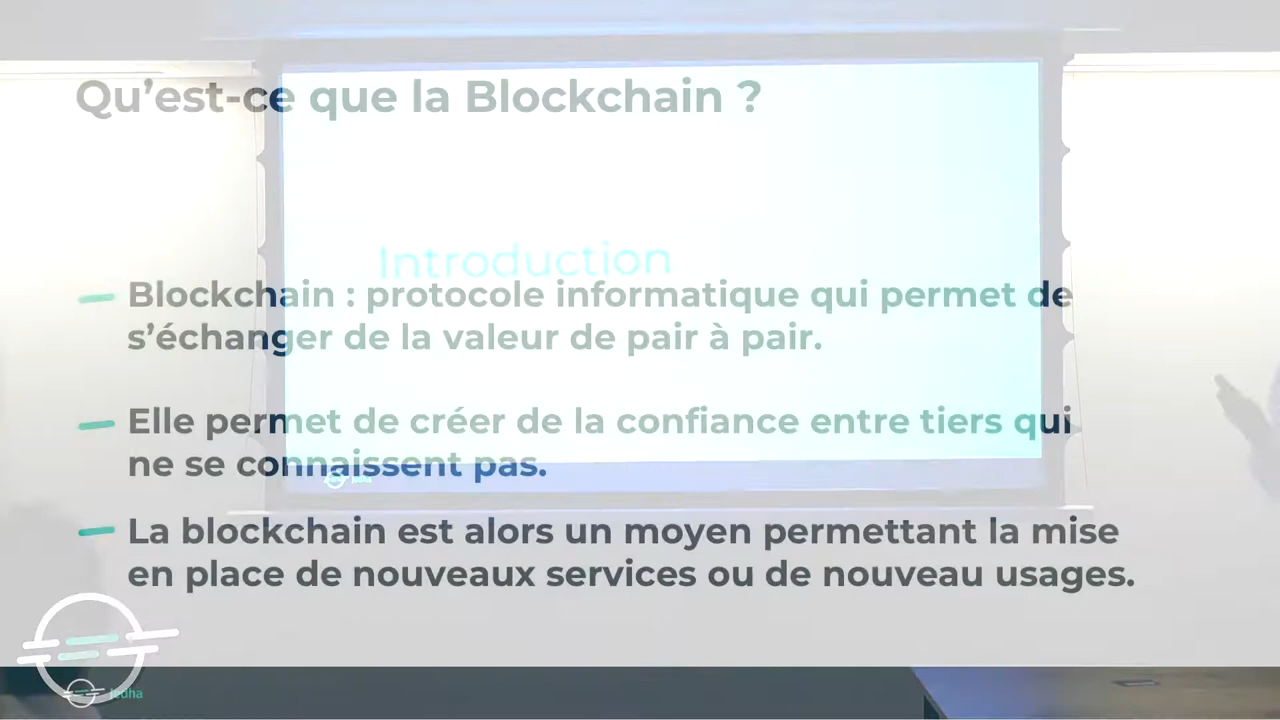 Qu'est-ce que la Blockchain ?
Introduction
Blockchain : protocole informatique qui permet de
s'échanger de la valeur de pair à pair.
Elle permet de créer de la confiance entre tiers qui
ne se connaissent pas.
La blockchain est alors un moyen permettant la mise
en place de nouveaux services ou de nouveau usages.
jedha